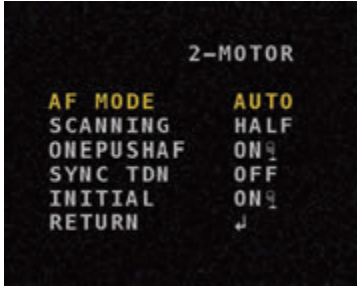 2-MOTOR
AF MODE AUTO
SCANNING HALF
ONEPUSHAF ON
SYNC TDN OFF
INITIAL ON
RETURN ↲